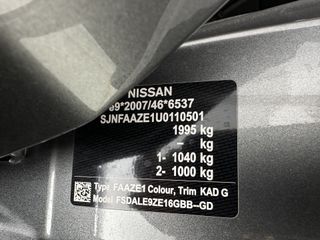 NISSAN
*2007/46*6537
SJNFAAZE1U0110501
1995 kg
– kg
1- 1040 kg
2- 1000 kg
Type FAAZE1 Colour, Trim KAD G
Model FSDALE9ZE16GBB--GD